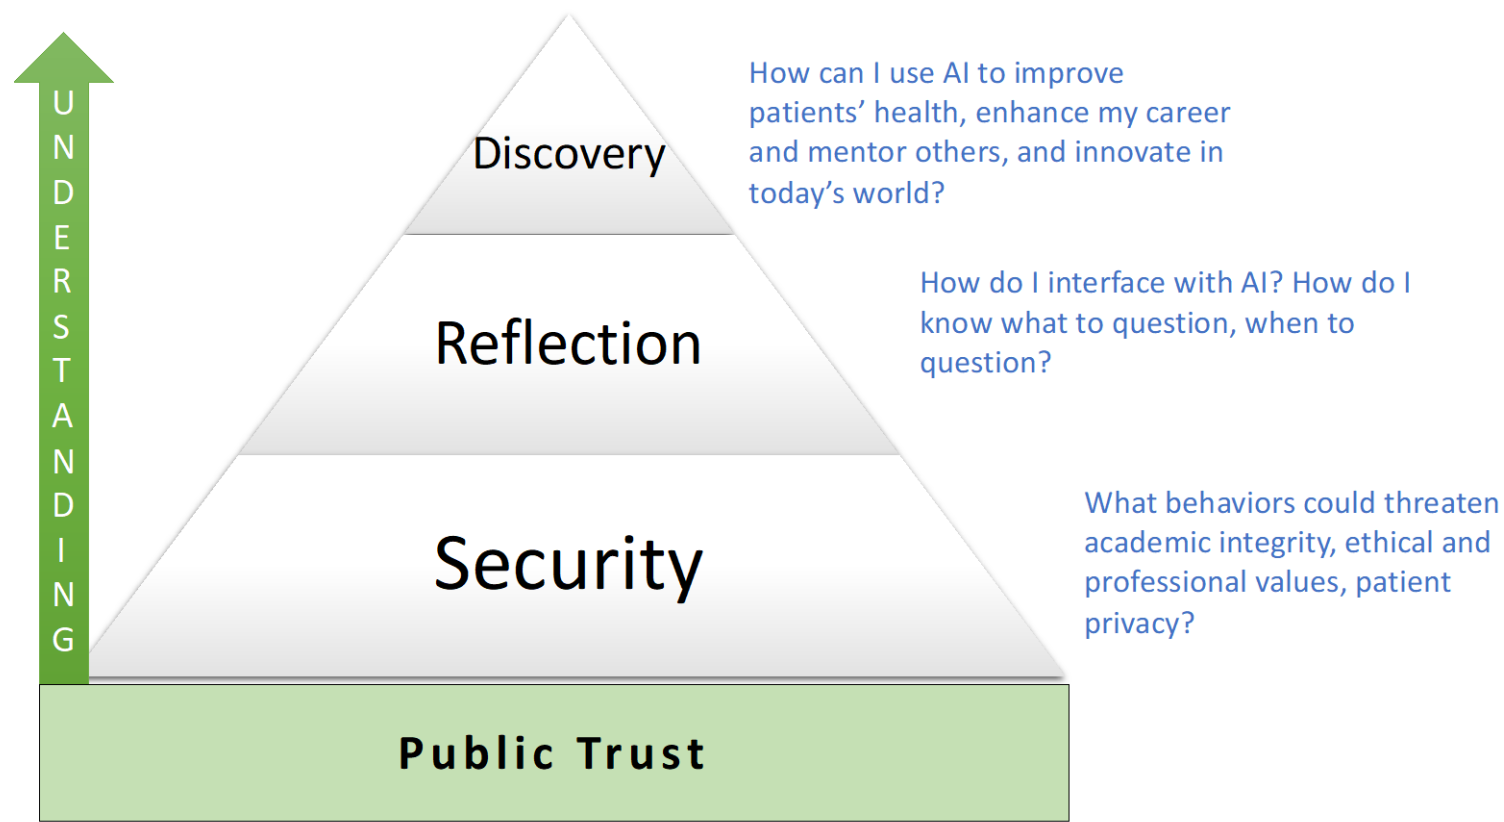 UNDERSTANDING
Discovery
How can I use AI to improve
patients’ health, enhance my career
and mentor others, and innovate in
today’s world?
Reflection
How do I interface with AI? How do I
know what to question, when to
question?
Security
What behaviors could threaten
academic integrity, ethical and
professional values, patient
privacy?
Public Trust